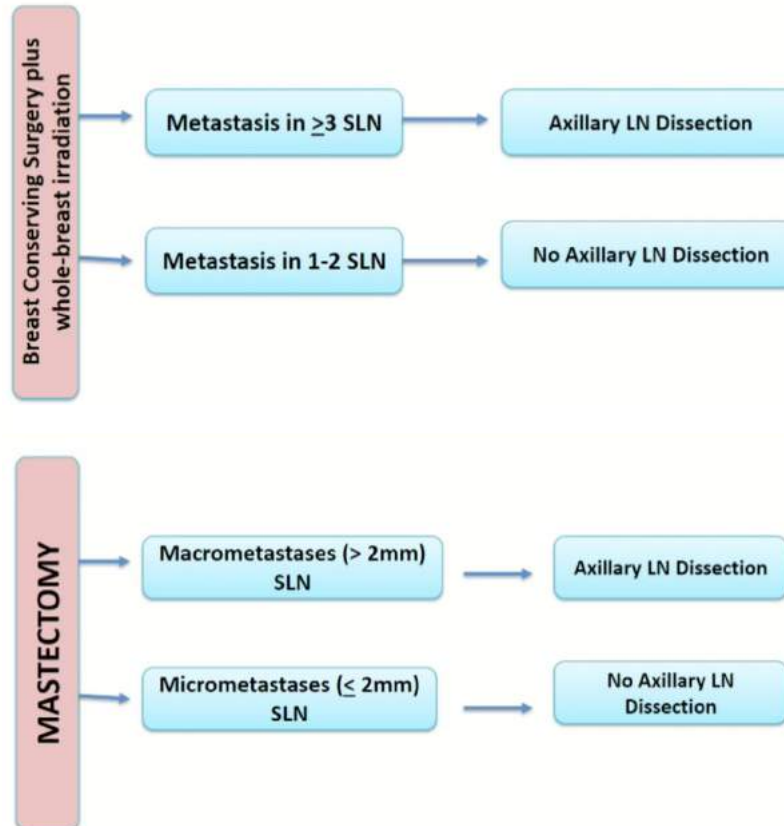 Breast Conserving Surgery plus
whole-breast irradiation
Metastasis in ≥3 SLN
Axillary LN Dissection
Metastasis in 1-2 SLN
No Axillary LN Dissection
MASTECTOMY
Macrometastases (> 2mm)
SLN
Axillary LN Dissection
Micrometastases (≤ 2mm)
SLN
No Axillary LN
Dissection